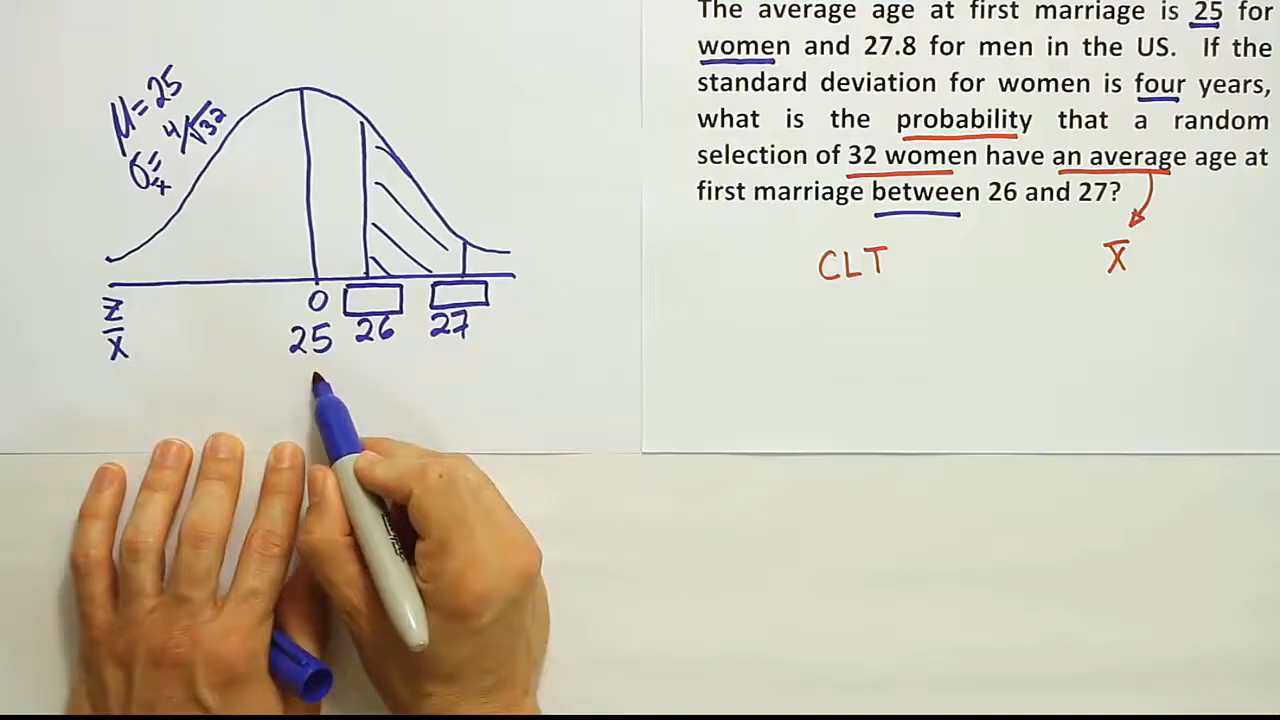 The average age at first marriage is 25 for
women and 27.8 for men in the US. If the
standard deviation for women is four years,
what is the probability that a random
selection of 32 women have an average age at
first marriage between 26 and 27?
CLT
x̄
μ = 25
σx̄ = 4/√32
z
x̄
0
25 26 27